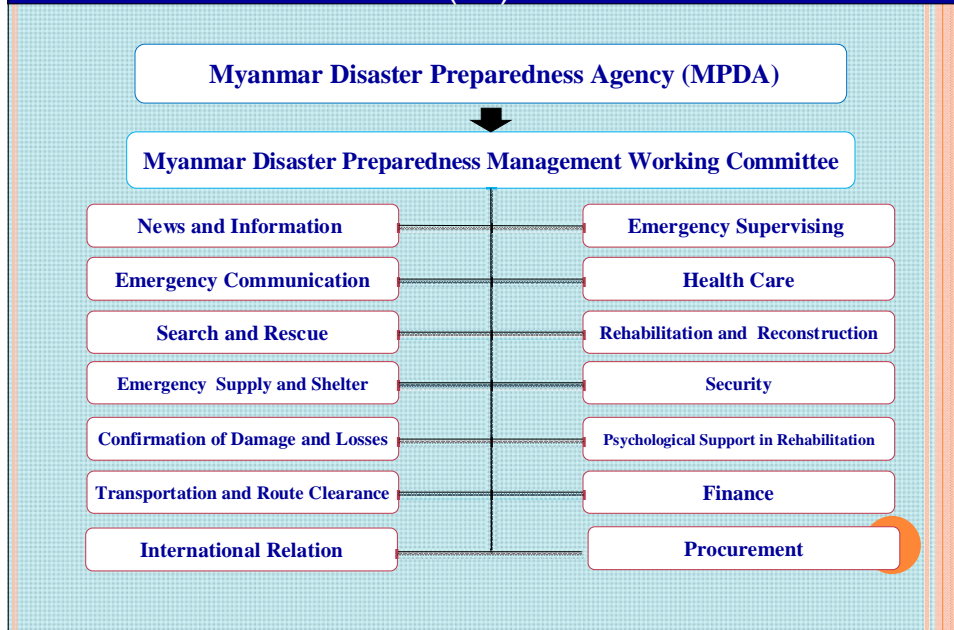 Myanmar Disaster Preparedness Agency (MPDA)
Myanmar Disaster Preparedness Management Working Committee
News and Information
Emergency Supervising
Emergency Communication
Health Care
Search and Rescue
Rehabilitation and Reconstruction
Emergency Supply and Shelter
Security
Confirmation of Damage and Losses
Psychological Support in Rehabilitation
Transportation and Route Clearance
Finance
International Relation
Procurement